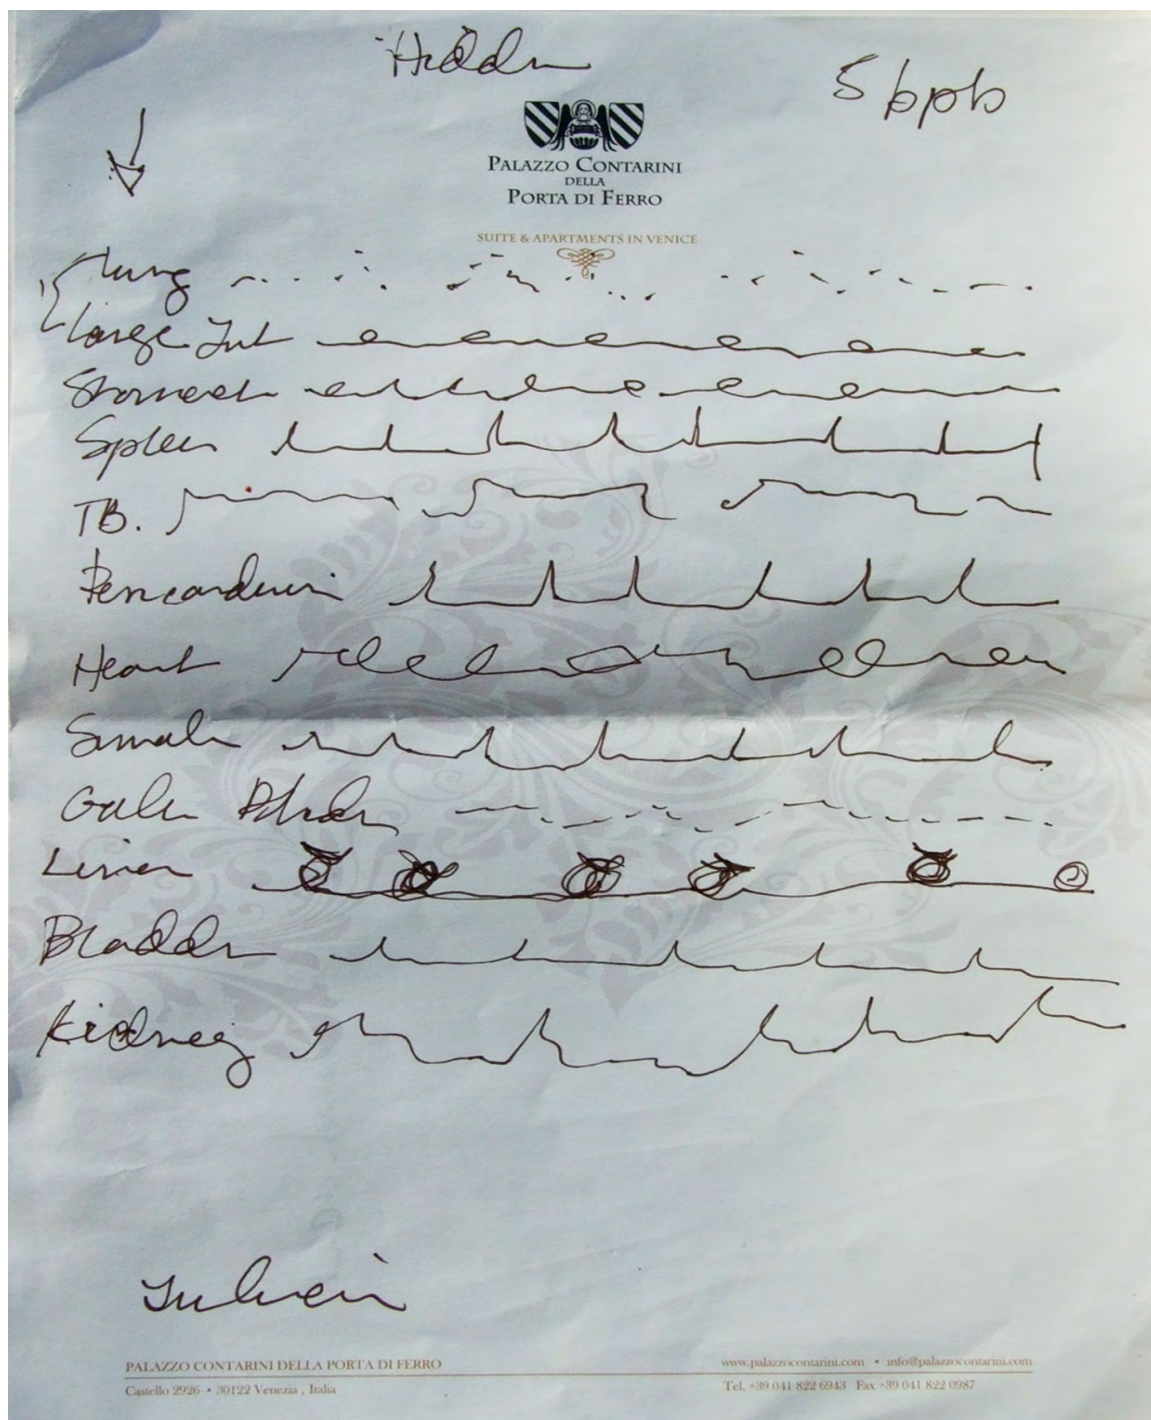 Hidden
5 bpb
PALAZZO CONTARINI
DELLA
PORTA DI FERRO
SUITE & APARTMENTS IN VENICE
Lung
Large Int
Stomach
Spleen
TB.
Pericardium
Heart
Small
Gall Bladder
Liver
Bladder
Kidney
PALAZZO CONTARINI DELLA PORTA DI FERRO
Castello 2926 • 30122 Venezia , Italia
www.palazzocontarini.com • info@palazzocontarini.com
Tel. +39 041 822 6943 Fax +39 041 822 0987